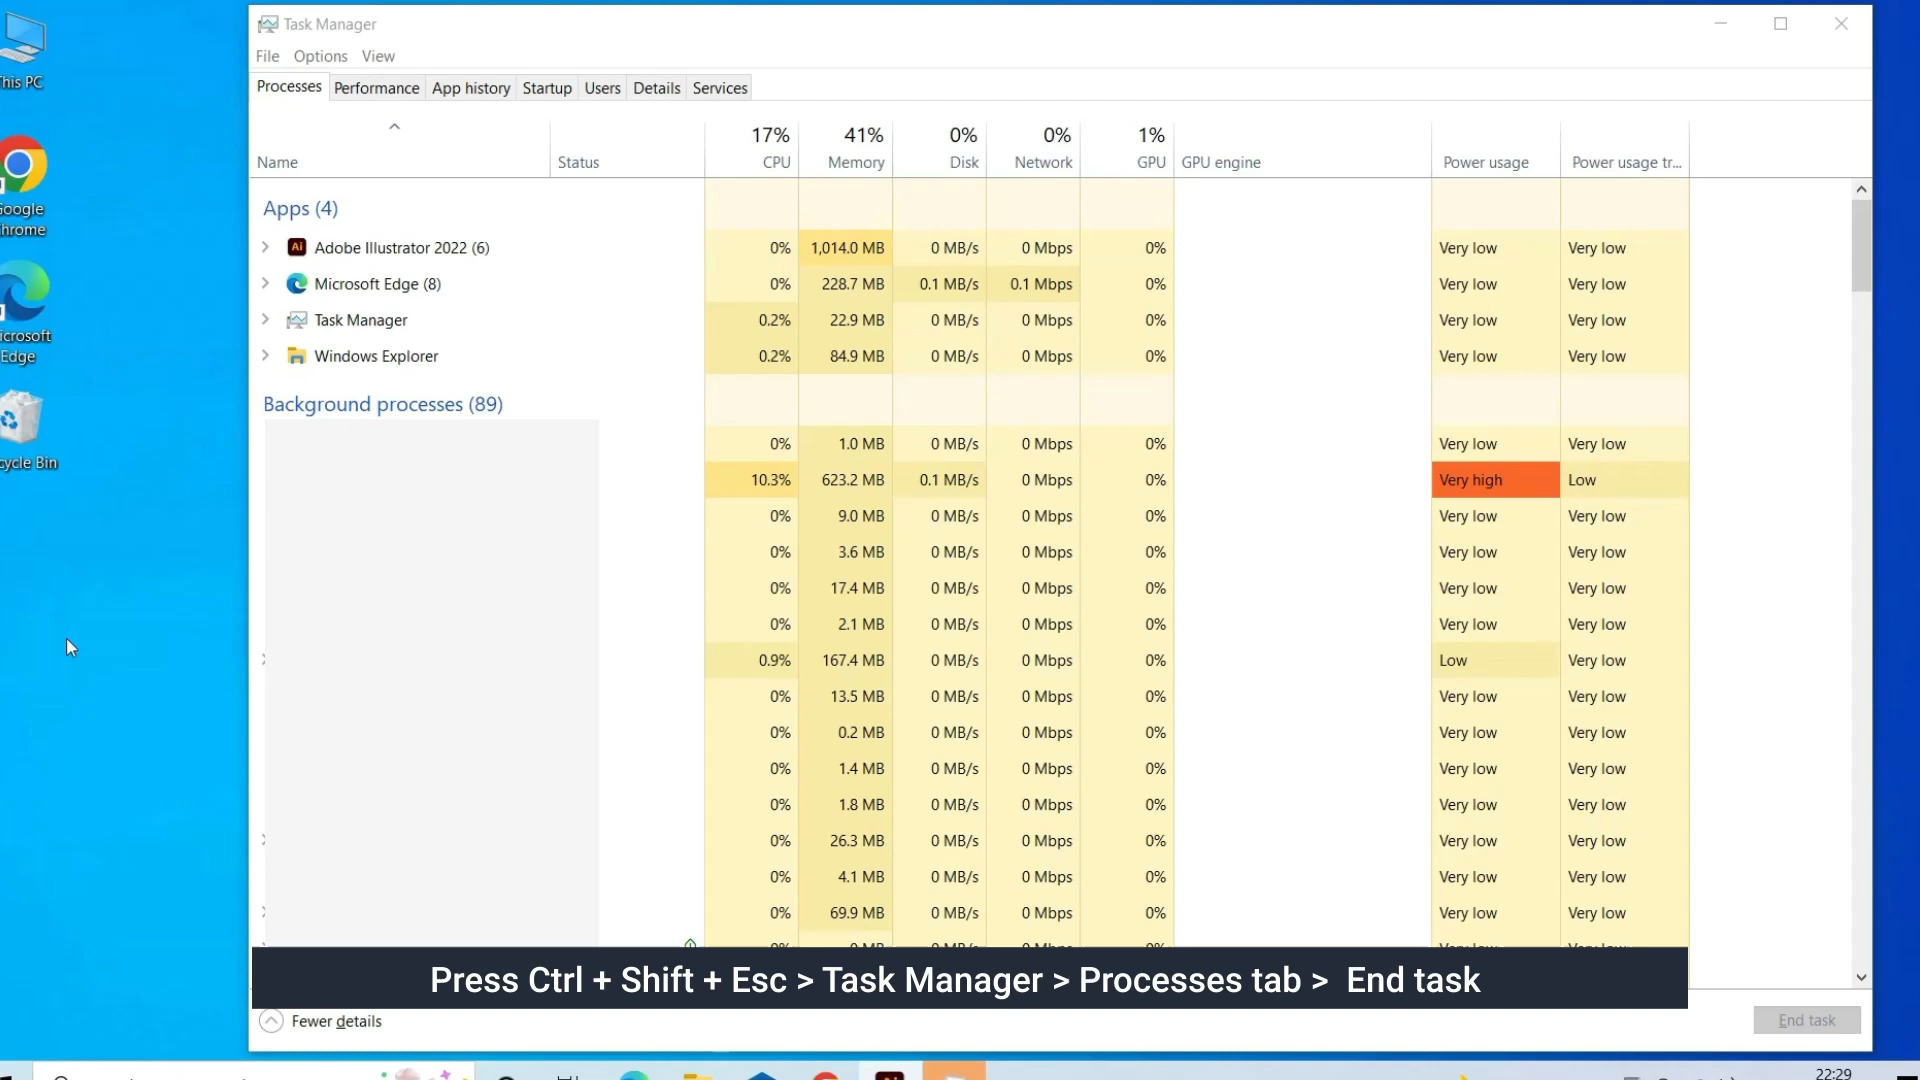 This PC
Google
Chrome
Microsoft
Edge
Recycle Bin
Task Manager
File Options View
Processes Performance App history Startup Users Details Services
17% 41% 0% 0% 1%
Name Status CPU Memory Disk Network GPU GPU engine Power usage Power usage tr...
Apps (4)
Adobe Illustrator 2022 (6) 0% 1,014.0 MB 0 MB/s 0 Mbps 0% Very low Very low
Microsoft Edge (8) 0% 228.7 MB 0.1 MB/s 0.1 Mbps 0% Very low Very low
Task Manager 0.2% 22.9 MB 0 MB/s 0 Mbps 0% Very low Very low
Windows Explorer 0.2% 84.9 MB 0 MB/s 0 Mbps 0% Very low Very low
Background processes (89)
0% 1.0 MB 0 MB/s 0 Mbps 0% Very low Very low
10.3% 623.2 MB 0.1 MB/s 0 Mbps 0% Very high Low
0% 9.0 MB 0 MB/s 0 Mbps 0% Very low Very low
0% 3.6 MB 0 MB/s 0 Mbps 0% Very low Very low
0% 17.4 MB 0 MB/s 0 Mbps 0% Very low Very low
0% 2.1 MB 0 MB/s 0 Mbps 0% Very low Very low
0.9% 167.4 MB 0 MB/s 0 Mbps 0% Low Very low
0% 13.5 MB 0 MB/s 0 Mbps 0% Very low Very low
0% 0.2 MB 0 MB/s 0 Mbps 0% Very low Very low
0% 1.4 MB 0 MB/s 0 Mbps 0% Very low Very low
0% 1.8 MB 0 MB/s 0 Mbps 0% Very low Very low
0% 26.3 MB 0 MB/s 0 Mbps 0% Very low Very low
0% 4.1 MB 0 MB/s 0 Mbps 0% Very low Very low
0% 69.9 MB 0 MB/s 0 Mbps 0% Very low Very low
Press Ctrl + Shift + Esc > Task Manager > Processes tab > End task
Fewer details
End task
22:29